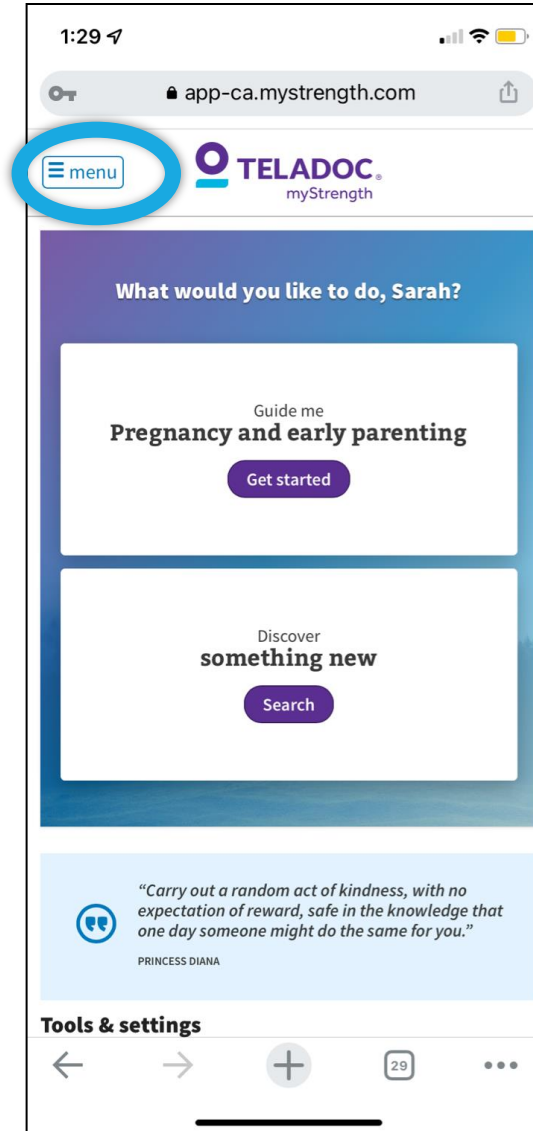 1:29
app-ca.mystrength.com
menu
TELADOC®
myStrength
What would you like to do, Sarah?
Guide me
Pregnancy and early parenting
Get started
Discover
something new
Search
“Carry out a random act of kindness, with no
expectation of reward, safe in the knowledge that
one day someone might do the same for you.”
PRINCESS DIANA
Tools & settings
29